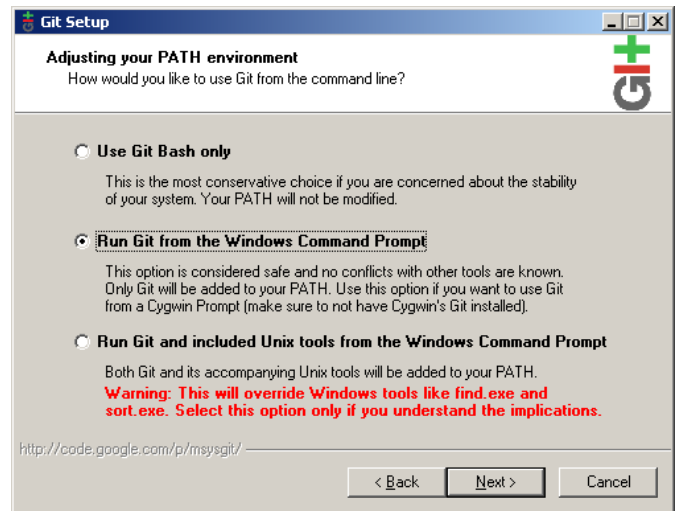 Git Setup
Adjusting your PATH environment
How would you like to use Git from the command line?
Git
Use Git Bash only
This is the most conservative choice if you are concerned about the stability
of your system. Your PATH will not be modified.
Run Git from the Windows Command Prompt
This option is considered safe and no conflicts with other tools are known.
Only Git will be added to your PATH. Use this option if you want to use Git
from a Cygwin Prompt (make sure to not have Cygwin's Git installed).
Run Git and included Unix tools from the Windows Command Prompt
Both Git and its accompanying Unix tools will be added to your PATH.
Warning: This will override Windows tools like find.exe and
sort.exe. Select this option only if you understand the implications.
http://code.google.com/p/msysgit/
< Back
Next >
Cancel